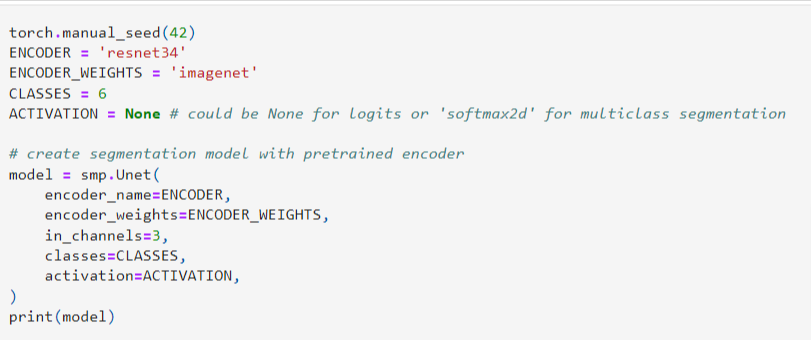 torch.manual_seed(42)
ENCODER = 'resnet34'
ENCODER_WEIGHTS = 'imagenet'
CLASSES = 6
ACTIVATION = None # could be None for logits or 'softmax2d' for multiclass segmentation

# create segmentation model with pretrained encoder
model = smp.Unet(
    encoder_name=ENCODER,
    encoder_weights=ENCODER_WEIGHTS,
    in_channels=3,
    classes=CLASSES,
    activation=ACTIVATION,
)
print(model)